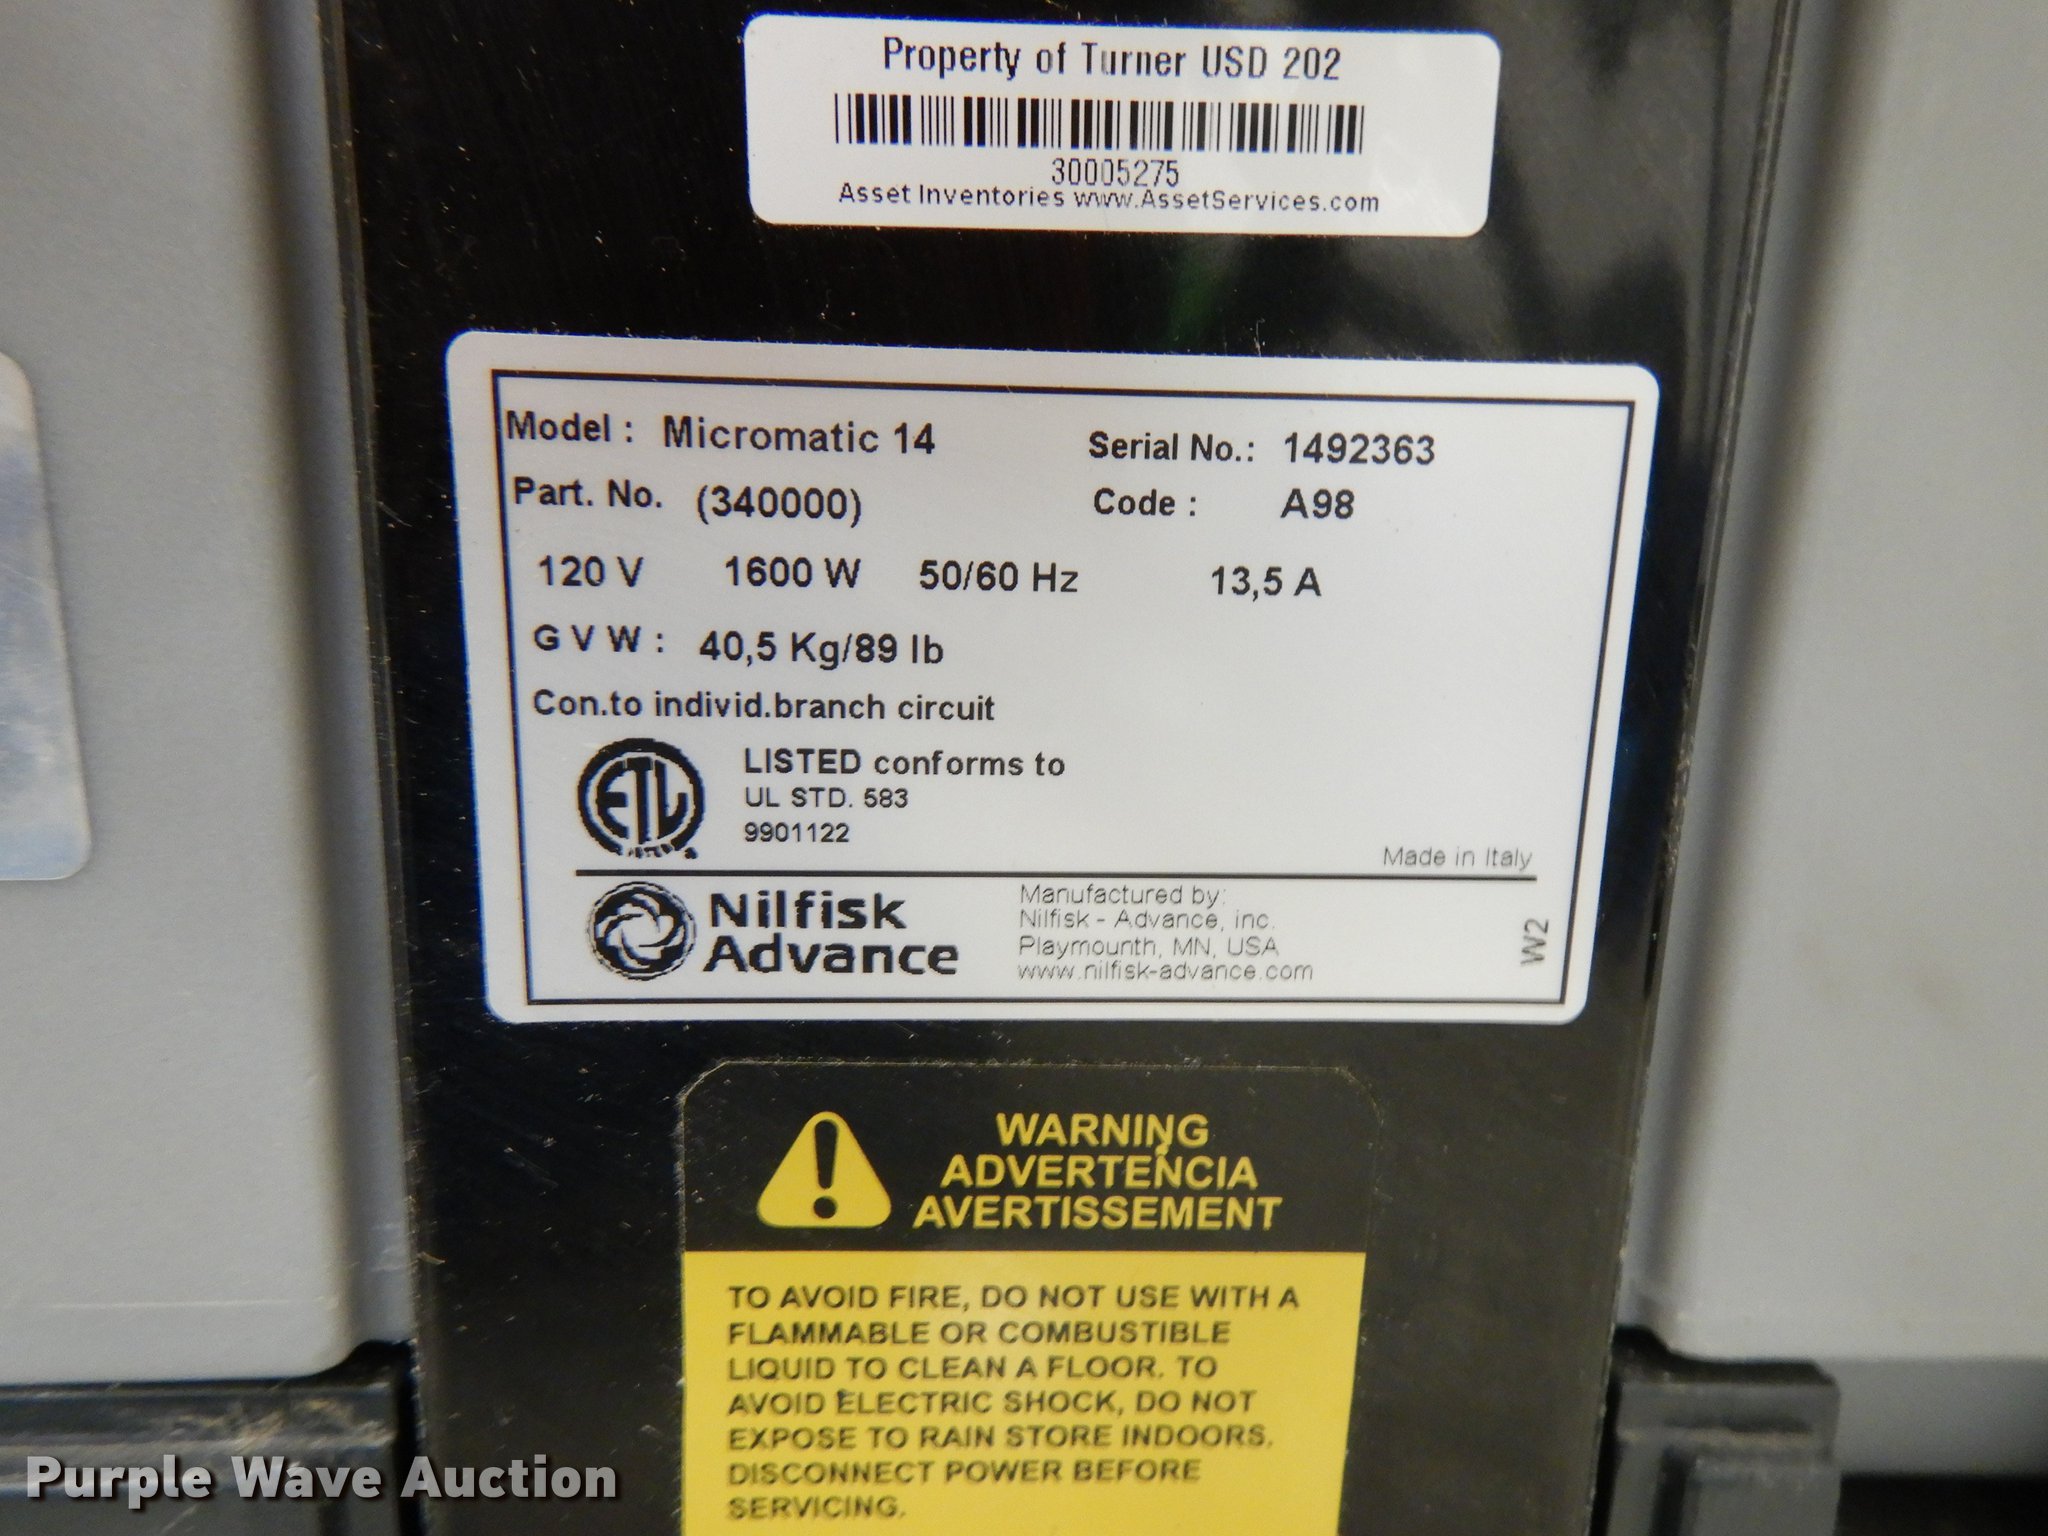 Property of Turner USD 202
30005275
Asset Inventories www.AssetServices.com
Model : Micromatic 14 Serial No.: 1492363
Part. No. (340000) Code : A98
120 V 1600 W 50/60 Hz 13,5 A
G V W : 40,5 Kg/89 lb
Con.to individ.branch circuit
ETL LISTED conforms to
UL STD. 583
9901122
Made in Italy
Nilfisk
Advance
Manufactured by:
Nilfisk - Advance, inc.
Playmounth, MN, USA
www.nilfisk-advance.com
W2
WARNING
ADVERTENCIA
AVERTISSEMENT
TO AVOID FIRE, DO NOT USE WITH A
FLAMMABLE OR COMBUSTIBLE
LIQUID TO CLEAN A FLOOR. TO
AVOID ELECTRIC SHOCK, DO NOT
EXPOSE TO RAIN STORE INDOORS.
DISCONNECT POWER BEFORE
SERVICING.
Purple Wave Auction